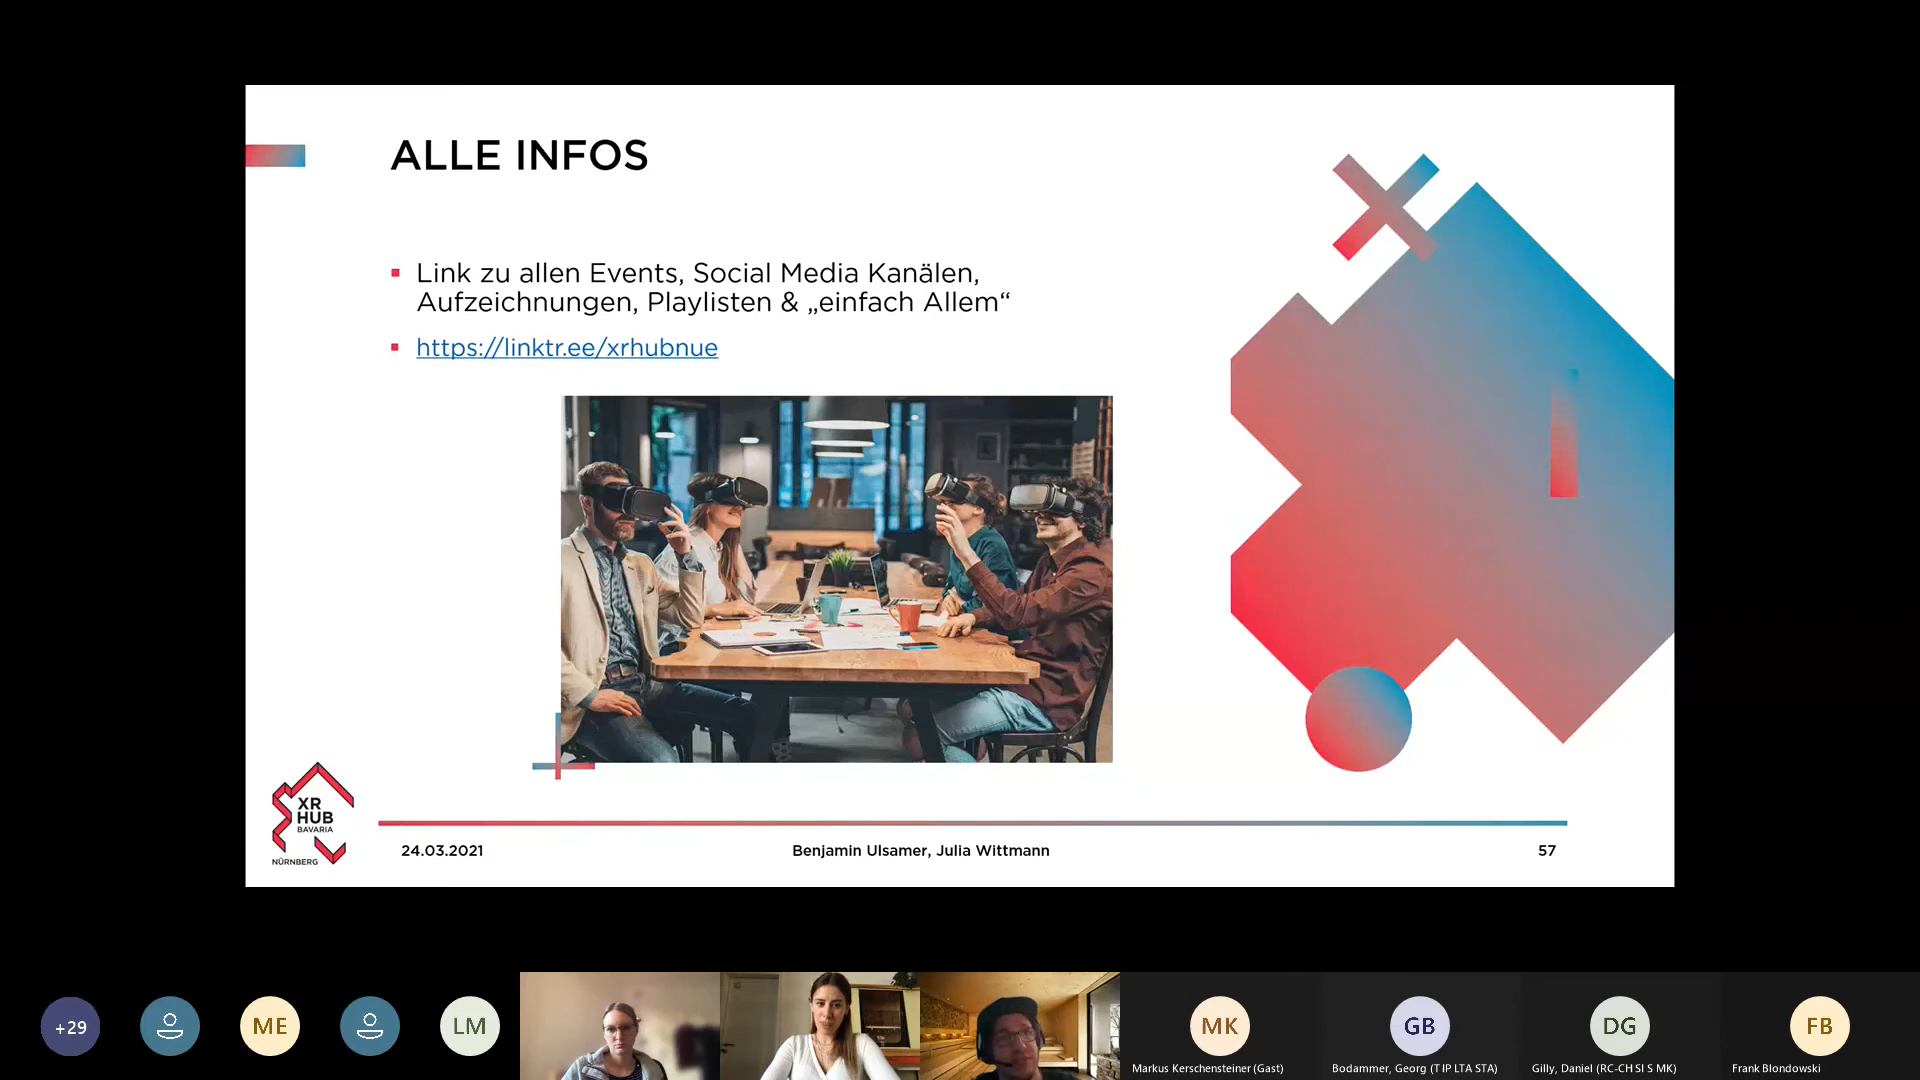 ALLE INFOS
Link zu allen Events, Social Media Kanälen,
Aufzeichnungen, Playlisten & „einfach Allem“
https://linktr.ee/xrhubnue
XR
HUB
BAVARIA
NÜRNBERG
24.03.2021
Benjamin Ulsamer, Julia Wittmann
57
+29
ME
LM
MK
GB
DG
FB
Markus Kerschensteiner (Gast)
Bodammer, Georg (T IP LTA STA)
Gilly, Daniel (RC-CH SI S MK)
Frank Blondowski